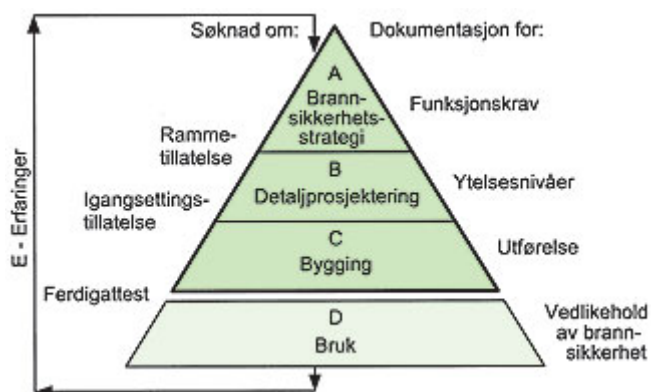 Søknad om:
Dokumentasjon for:
A
Brann-
sikkerhets-
strategi
Funksjonskrav
Ramme-
tillatelse
B
Detaljprosjektering
Ytelsesnivåer
Igangsettings-
tillatelse
C
Bygging
Utførelse
Ferdigattest
D
Bruk
Vedlikehold
av brann-
sikkerhet
E - Erfaringer